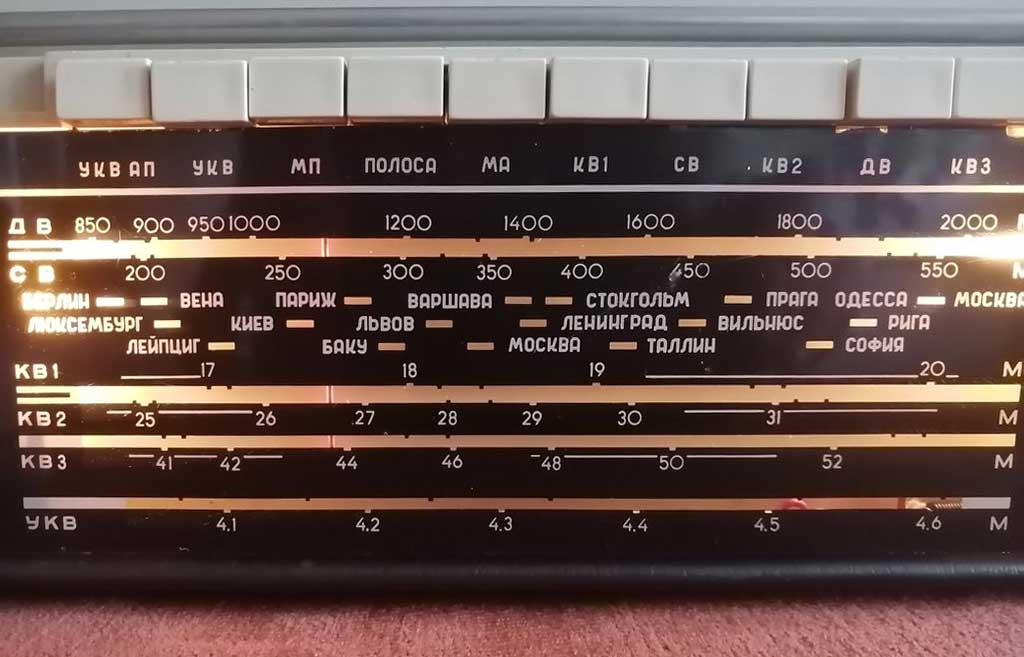 УКВ АП УКВ МП ПОЛОСА МА КВ1 СВ КВ2 ДВ КВ3
ДВ 850 900 950 1000 1200 1400 1600 1800 2000
СВ 200 250 300 350 400 450 500 550 М
БЕРЛИН ВЕНА ПАРИЖ ВАРШАВА СТОКГОЛЬМ ПРАГА ОДЕССА МОСКВА
ЛЮКСЕМБУРГ КИЕВ ЛЬВОВ ЛЕНИНГРАД ВИЛЬНЮС РИГА
ЛЕЙПЦИГ БАКУ МОСКВА ТАЛЛИН СОФИЯ
КВ1 17 18 19 20 М
КВ2 25 26 27 28 29 30 31 М
КВ3 41 42 44 46 48 50 52 М
УКВ 4.1 4.2 4.3 4.4 4.5 4.6 М